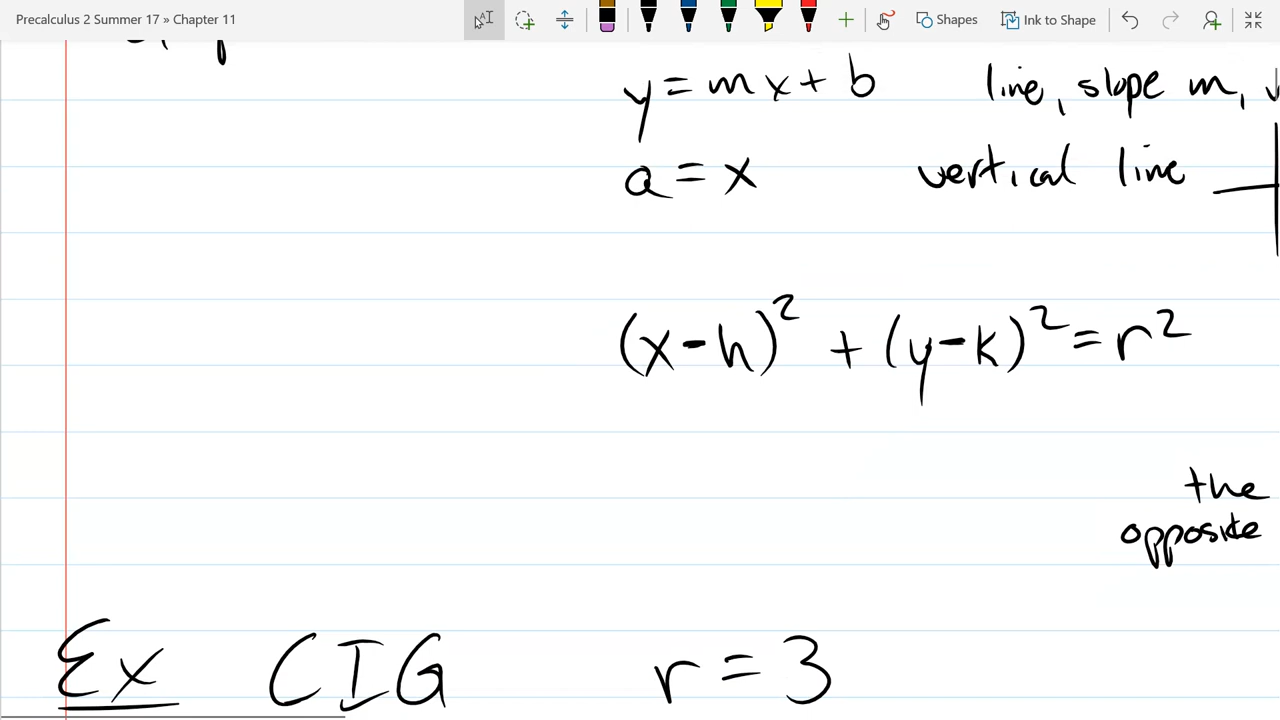 Precalculus 2 Summer 17 » Chapter 11
Shapes
Ink to Shape
y = mx + b line, slope m,
a = x vertical line
(x - h)² + (y - k)² = r²
the
opposite
Ex CIG r = 3